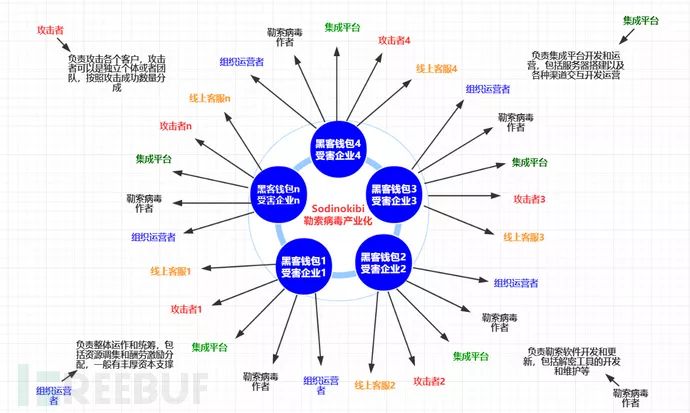 攻击者
负责攻击各个客户，攻击
者可以是独立个体或者团
队，按照攻击成功数量分
成
集成平台
负责集成平台开发和运
营，包括服务器搭建以及
各种渠道交互开发运营
勒索病毒
作者
集成平台
攻击者4
组织运营者
线上客服4
线上客服n
攻击者n
集成平台
勒索病毒
作者
组织运营者
组织运营者
勒索病毒
作者
集成平台
攻击者3
线上客服3
黑客钱包4
受害企业4
黑客钱包n
受害企业n
黑客钱包3
受害企业3
Sodinokibi
勒索病毒产业化
黑客钱包1
受害企业1
黑客钱包2
受害企业2
线上客服1
攻击者1
集成平台
勒索病毒
作者
组织运营者
线上客服2
攻击者2
集成平台
勒索病毒
作者
组织运营者
负责整体运作和统筹，包
括资源调集和酬劳激励分
配，一般有丰厚资本支撑
组织运营者
负责勒索软件开发和更
新，包括解密工具的开发
和维护等
勒索病毒
作者
FREEBUF